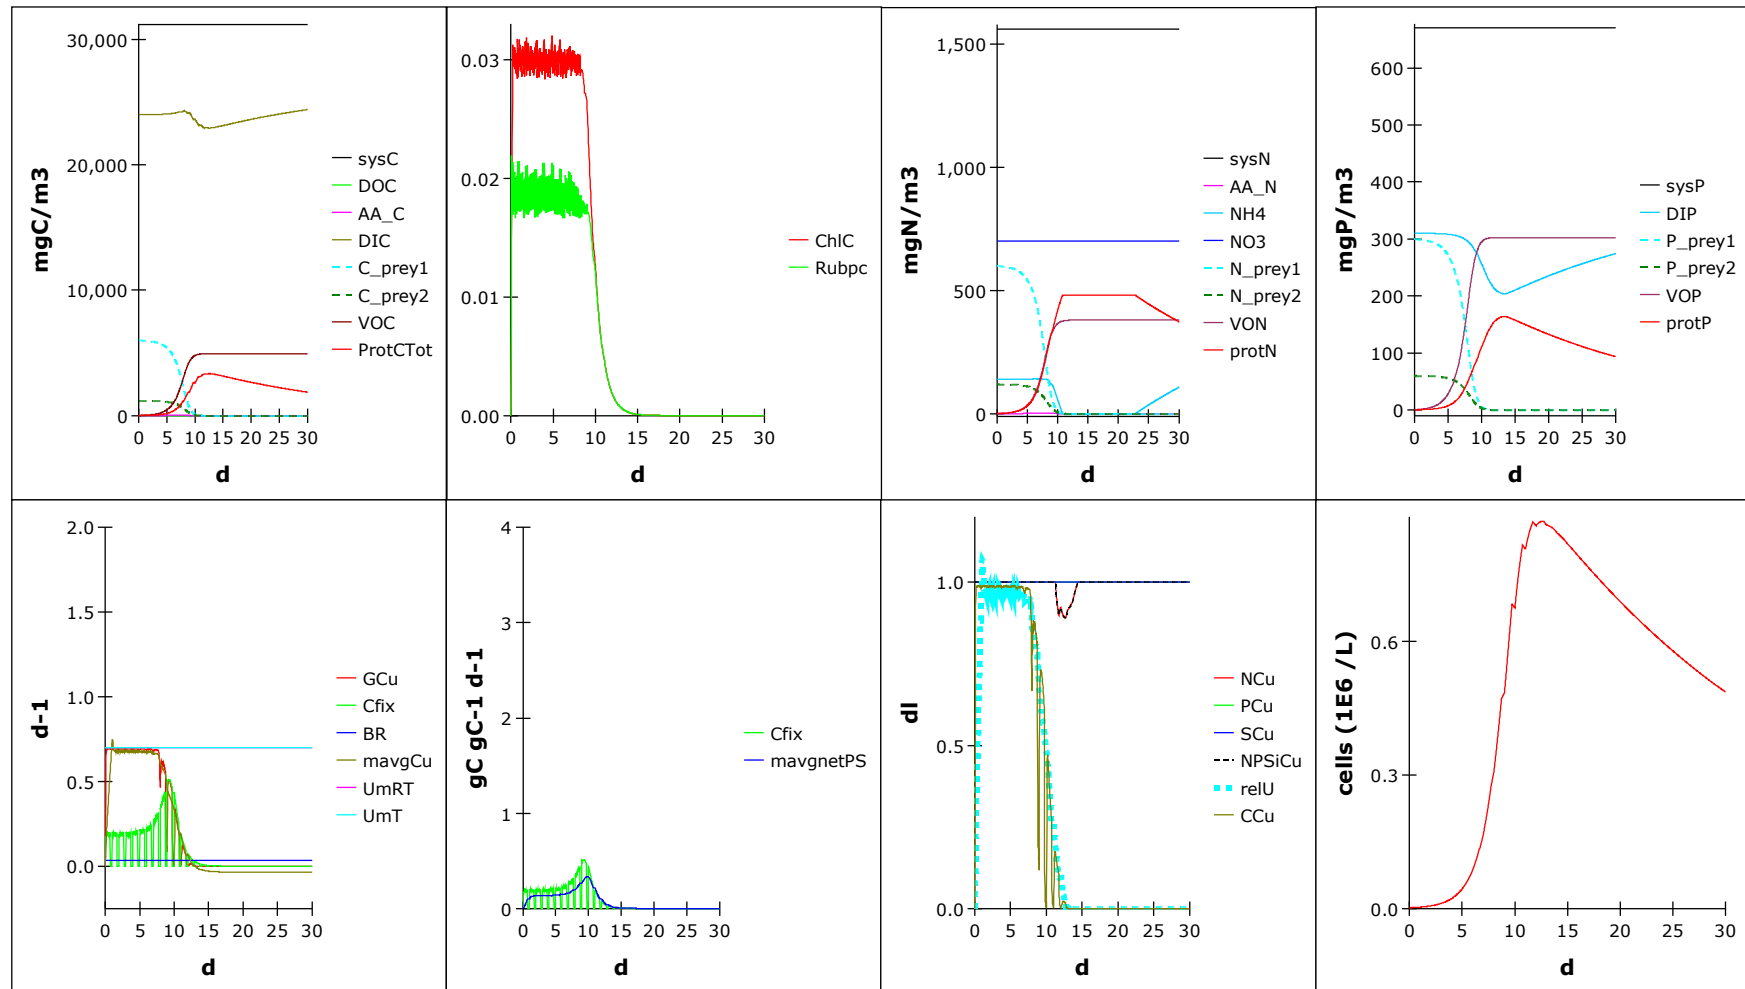 mgC/m3
30,000
20,000
10,000
0
0 5 10 15 20 25 30
d
sysC
DOC
AA_C
DIC
C_prey1
C_prey2
VOC
ProtCTot
0.03
0.02
0.01
0.00
0 5 10 15 20 25 30
d
ChlC
Rubpc
mgN/m3
1,500
1,000
500
0
0 5 10 15 20 25 30
d
sysN
AA_N
NH4
NO3
N_prey1
N_prey2
VON
protN
mgP/m3
600
500
400
300
200
100
0
0 5 10 15 20 25 30
d
sysP
DIP
P_prey1
P_prey2
VOP
protP
d-1
2.0
1.5
1.0
0.5
0.0
0 5 10 15 20 25 30
d
GCu
Cfix
BR
mavgCu
UmRT
UmT
gC gC-1 d-1
4
3
2
1
0
0 5 10 15 20 25 30
d
Cfix
mavgnetPS
dl
1.0
0.5
0.0
0 5 10 15 20 25 30
d
NCu
PCu
SCu
NPSiCu
relU
CCu
cells (1E6 /L)
0.6
0.3
0.0
0 5 10 15 20 25 30
d